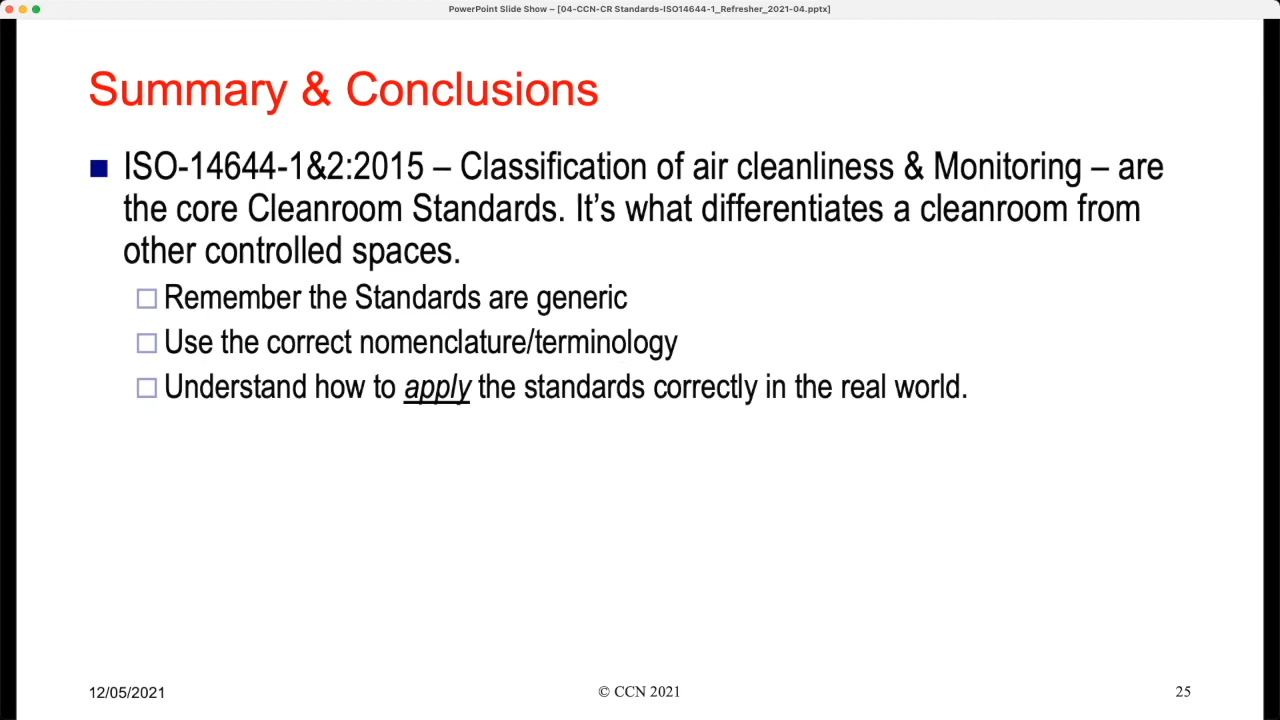 PowerPoint Slide Show – [04-CCN-CR Standards-ISO14644-1_Refresher_2021-04.pptx]
Summary & Conclusions
ISO-14644-1&2:2015 – Classification of air cleanliness & Monitoring – are
the core Cleanroom Standards. It’s what differentiates a cleanroom from
other controlled spaces.
Remember the Standards are generic
Use the correct nomenclature/terminology
Understand how to apply the standards correctly in the real world.
12/05/2021
© CCN 2021
25